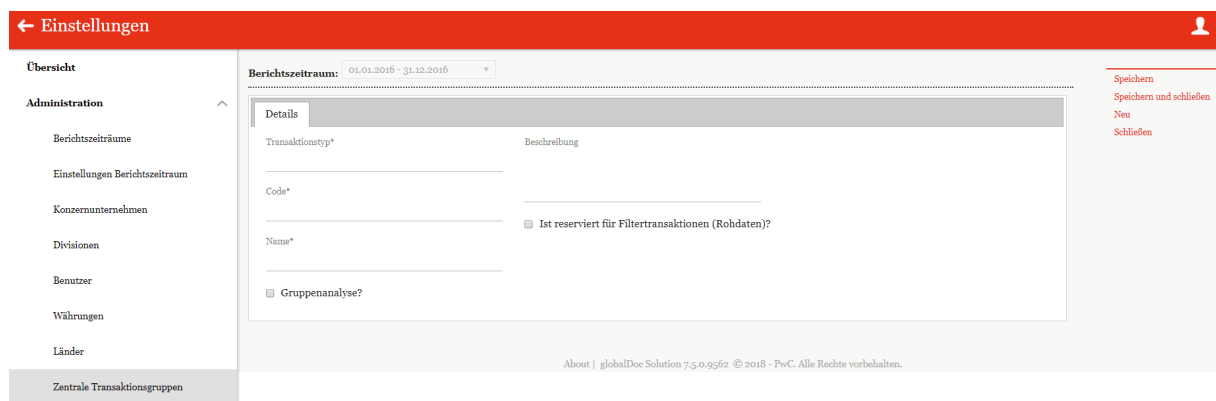 Einstellungen
Übersicht
Administration
Berichtszeiträume
Einstellungen Berichtszeitraum
Konzernunternehmen
Divisionen
Benutzer
Währungen
Länder
Zentrale Transaktionsgruppen
Berichtszeitraum: 01.01.2016 - 31.12.2016
Details
Transaktionstyp*
Beschreibung
Code*
Ist reserviert für Filtertransaktionen (Rohdaten)?
Name*
Gruppenanalyse?
About | globalDoc Solution 7.5.0.9562 © 2018 - PwC. Alle Rechte vorbehalten.
Speichern
Speichern und schließen
Neu
Schließen